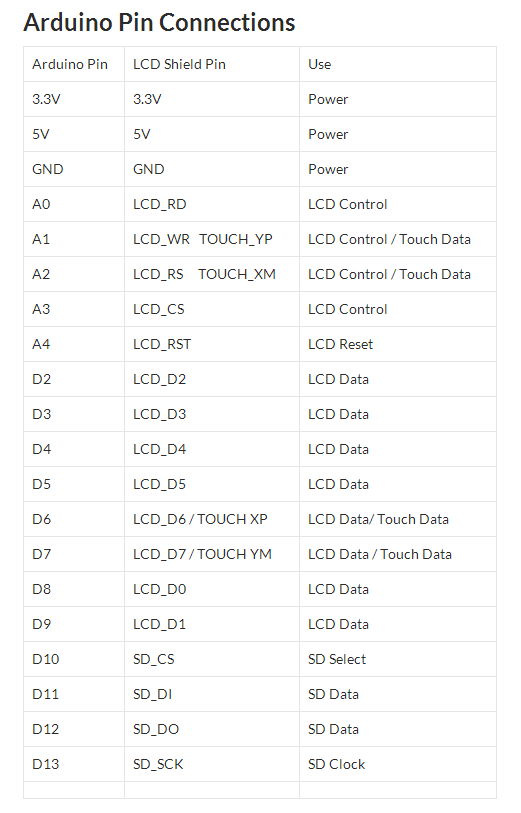 Arduino Pin Connections
Arduino Pin LCD Shield Pin Use
3.3V 3.3V Power
5V 5V Power
GND GND Power
A0 LCD_RD LCD Control
A1 LCD_WR TOUCH_YP LCD Control / Touch Data
A2 LCD_RS TOUCH_XM LCD Control / Touch Data
A3 LCD_CS LCD Control
A4 LCD_RST LCD Reset
D2 LCD_D2 LCD Data
D3 LCD_D3 LCD Data
D4 LCD_D4 LCD Data
D5 LCD_D5 LCD Data
D6 LCD_D6 / TOUCH XP LCD Data/ Touch Data
D7 LCD_D7 / TOUCH YM LCD Data / Touch Data
D8 LCD_D0 LCD Data
D9 LCD_D1 LCD Data
D10 SD_CS SD Select
D11 SD_DI SD Data
D12 SD_DO SD Data
D13 SD_SCK SD Clock